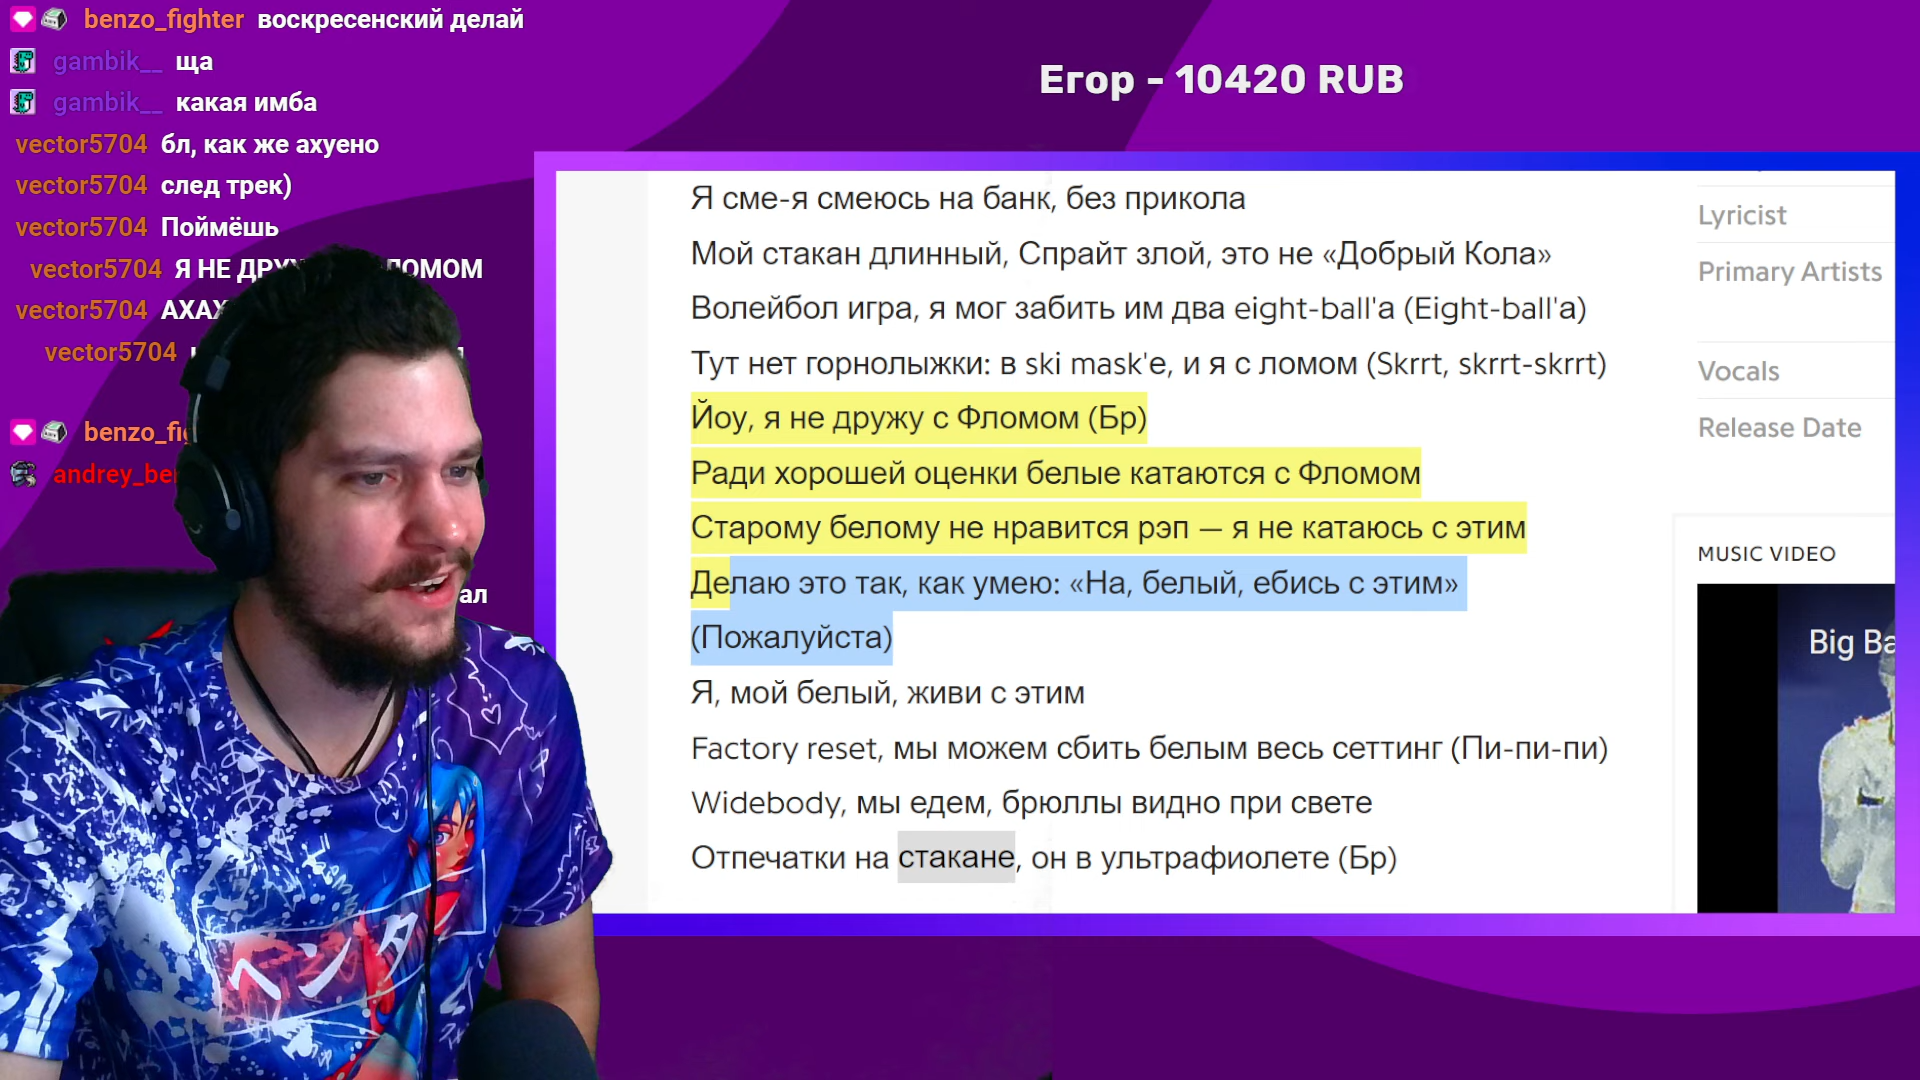 benzo_fighter воскресенский делай
gambik__ ща
gambik__ какая имба
vector5704 бл, как же ахуено
vector5704 след трек)
vector5704 Поймёшь
vector5704 Я НЕ
vector5704
vector5704
andrey_
ал
Егор - 10420 RUB
Я сме-я смеюсь на банк, без прикола
Мой стакан длинный, Спрайт злой, это не «Добрый Кола»
Волейбол игра, я мог забить им два eight-ball'а (Eight-ball'а)
Тут нет горнолыжки: в ski mask'е, и я с ломом (Skrrt, skrrt-skrrt)
Йоу, я не дружу с Фломом (Бр)
Ради хорошей оценки белые катаются с Фломом
Старому белому не нравится рэп — я не катаюсь с этим
Делаю это так, как умею: «На, белый, ебись с этим»
(Пожалуйста)
Я, мой белый, живи с этим
Factory reset, мы можем сбить белым весь сеттинг (Пи-пи-пи)
Widebody, мы едем, брюллы видно при свете
Отпечатки на стакане, он в ультрафиолете (Бр)
Lyricist
Primary Artists
Vocals
Release Date
MUSIC VIDEO
Big Ba
ヘンタ